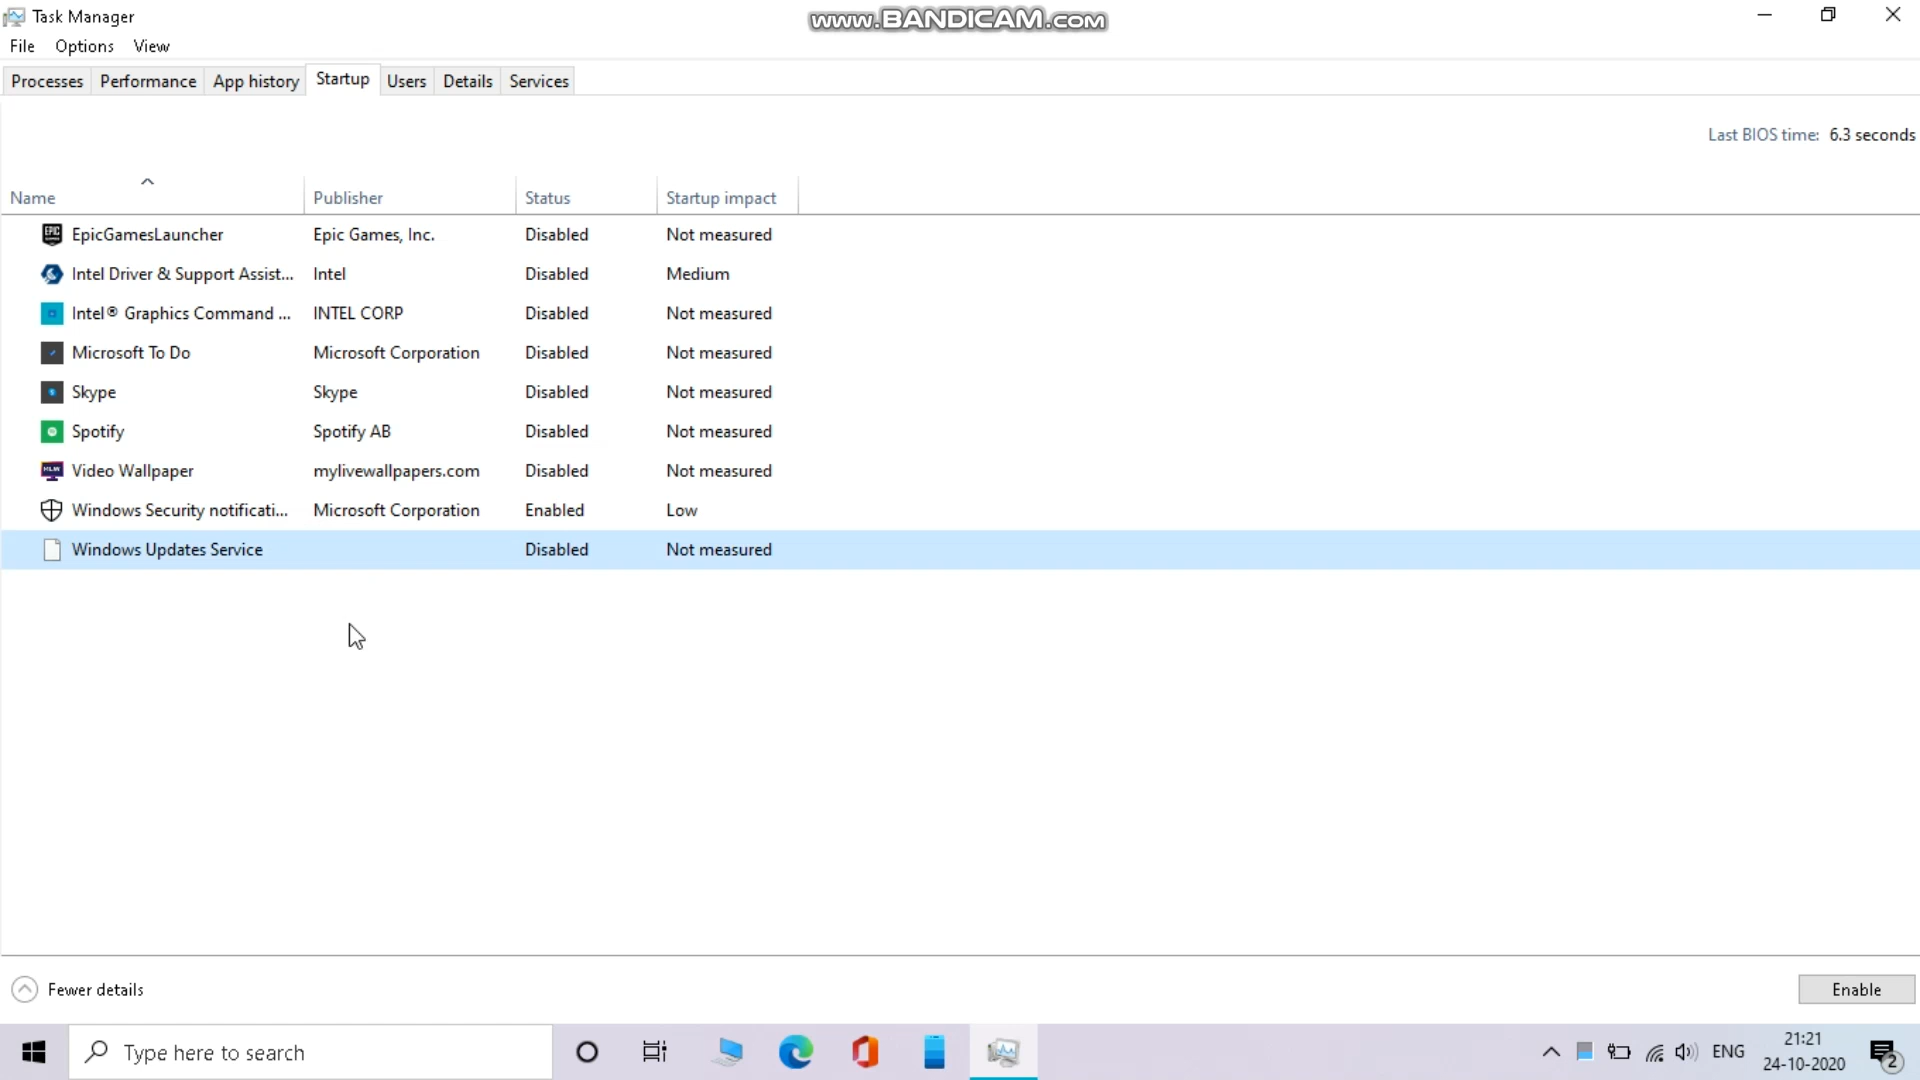 Task Manager
www.BANDICAM.com
File Options View
Processes Performance App history Startup Users Details Services
Last BIOS time: 6.3 seconds
Name Publisher Status Startup impact
EpicGamesLauncher Epic Games, Inc. Disabled Not measured
Intel Driver & Support Assist... Intel Disabled Medium
Intel® Graphics Command ... INTEL CORP Disabled Not measured
Microsoft To Do Microsoft Corporation Disabled Not measured
Skype Skype Disabled Not measured
Spotify Spotify AB Disabled Not measured
Video Wallpaper mylivewallpapers.com Disabled Not measured
Windows Security notificati... Microsoft Corporation Enabled Low
Windows Updates Service Disabled Not measured
Fewer details Enable
Type here to search
ENG
21:21
24-10-2020
2